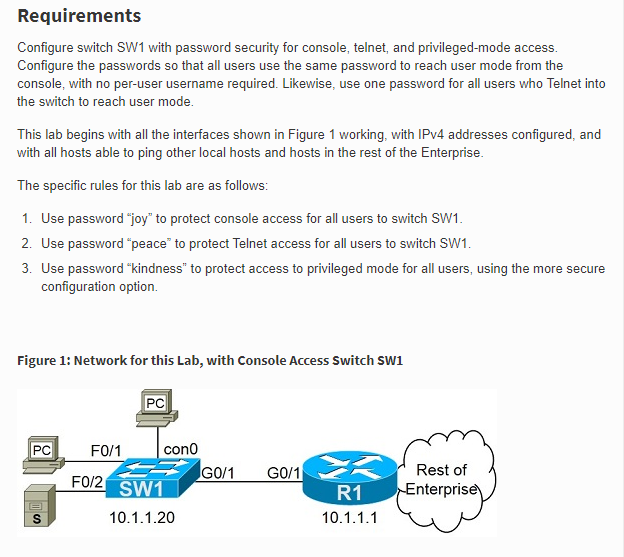 Requirements
Configure switch SW1 with password security for console, telnet, and privileged-mode access.
Configure the passwords so that all users use the same password to reach user mode from the
console, with no per-user username required. Likewise, use one password for all users who Telnet into
the switch to reach user mode.
This lab begins with all the interfaces shown in Figure 1 working, with IPv4 addresses configured, and
with all hosts able to ping other local hosts and hosts in the rest of the Enterprise.
The specific rules for this lab are as follows:
1. Use password “joy” to protect console access for all users to switch SW1.
2. Use password “peace” to protect Telnet access for all users to switch SW1.
3. Use password “kindness” to protect access to privileged mode for all users, using the more secure
configuration option.
Figure 1: Network for this Lab, with Console Access Switch SW1
PC
PC F0/1 con0
F0/2 SW1 G0/1 G0/1 R1 Rest of
Enterprise
S 10.1.1.20 10.1.1.1